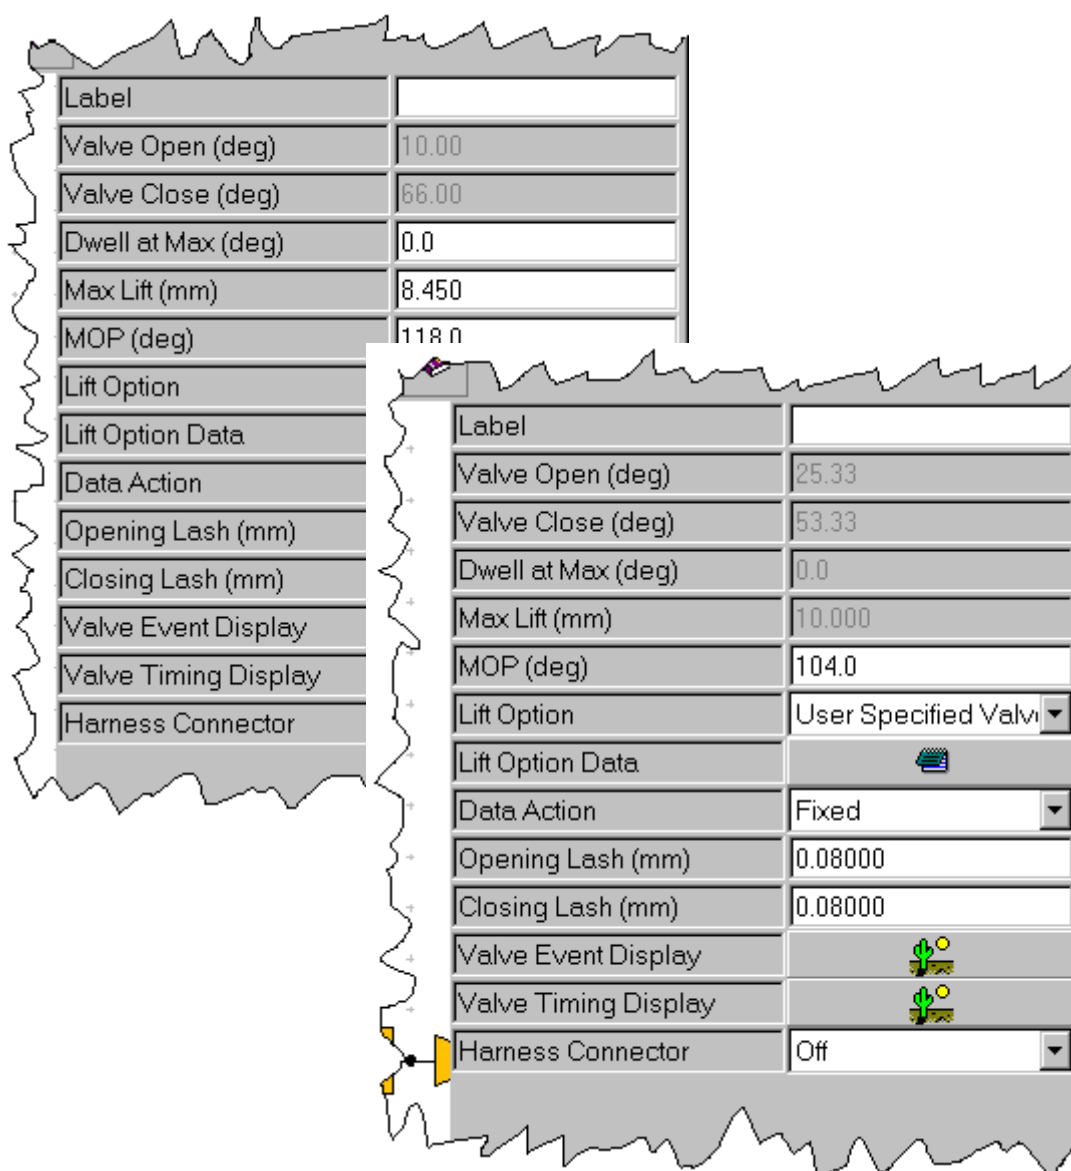 Label
Valve Open (deg) 10.00
Valve Close (deg) 66.00
Dwell at Max (deg) 0.0
Max Lift (mm) 8.450
MOP (deg) 118.0
Lift Option
Lift Option Data
Data Action
Opening Lash (mm)
Closing Lash (mm)
Valve Event Display
Valve Timing Display
Harness Connector
Label
Valve Open (deg) 25.33
Valve Close (deg) 53.33
Dwell at Max (deg) 0.0
Max Lift (mm) 10.000
MOP (deg) 104.0
Lift Option User Specified Valv
Lift Option Data
Data Action Fixed
Opening Lash (mm) 0.08000
Closing Lash (mm) 0.08000
Valve Event Display
Valve Timing Display
Harness Connector Off